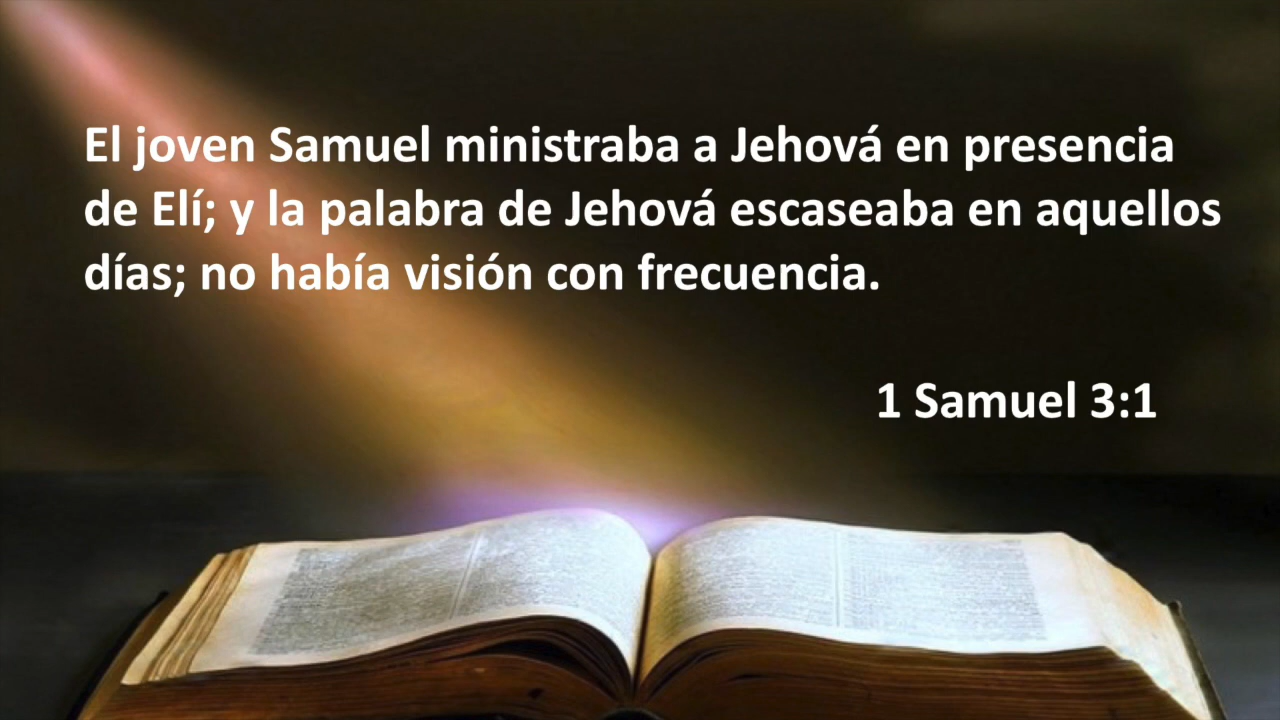 El joven Samuel ministraba a Jehová en presencia
de Elí; y la palabra de Jehová escaseaba en aquellos
días; no había visión con frecuencia.
1 Samuel 3:1